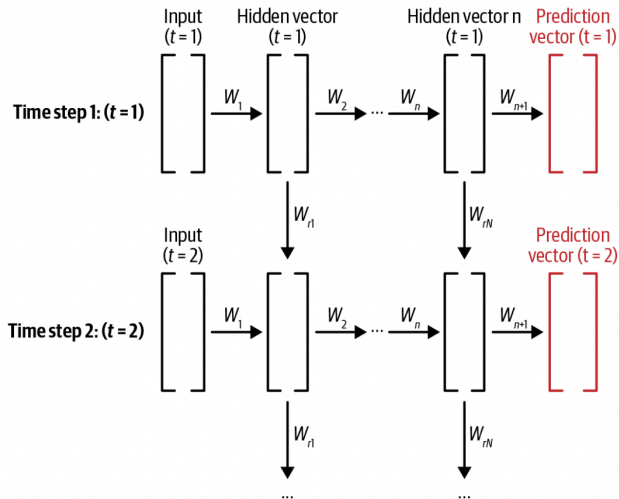 Input
(t = 1)
Hidden vector
(t = 1)
Hidden vector n
(t = 1)
Prediction
vector (t = 1)
Time step 1: (t = 1)
W1
W2
...
Wn
Wn+1
Wr1
WrN
Input
(t = 2)
Prediction
vector (t = 2)
Time step 2: (t = 2)
W1
W2
...
Wn
Wn+1
Wr1
WrN
...
...